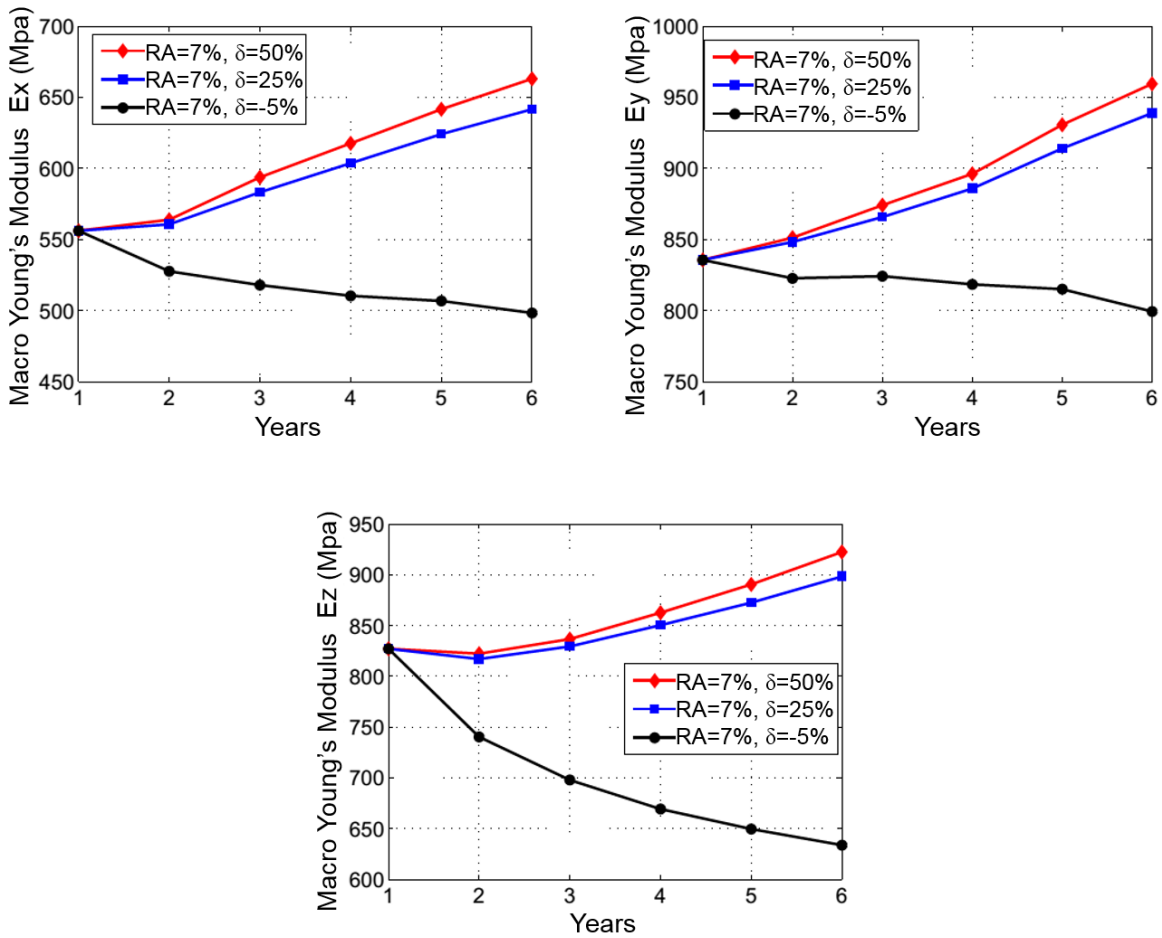 Macro Young's Modulus Ex (Mpa)
700
650
600
550
500
450
RA=7%, δ=50%
RA=7%, δ=25%
RA=7%, δ=-5%
1 2 3 4 5 6
Years
Macro Young's Modulus Ey (Mpa)
1000
950
900
850
800
750
RA=7%, δ=50%
RA=7%, δ=25%
RA=7%, δ=-5%
1 2 3 4 5 6
Years
Macro Young's Modulus Ez (Mpa)
950
900
850
800
750
700
650
600
RA=7%, δ=50%
RA=7%, δ=25%
RA=7%, δ=-5%
1 2 3 4 5 6
Years